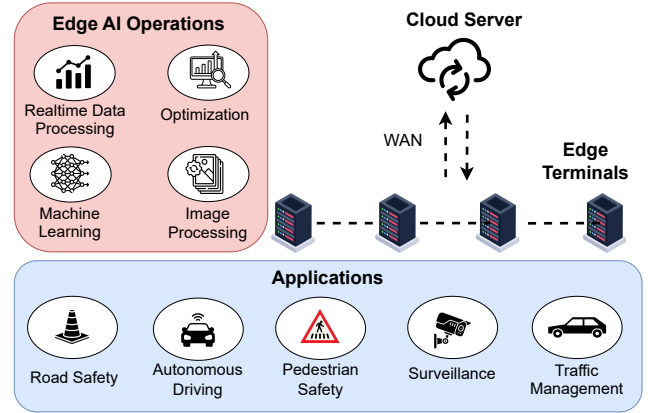 Edge AI Operations
Realtime Data
Processing
Optimization
Machine
Learning
Image
Processing
Cloud Server
WAN
Edge
Terminals
Applications
Road Safety
Autonomous
Driving
Pedestrian
Safety
Surveillance
Traffic
Management